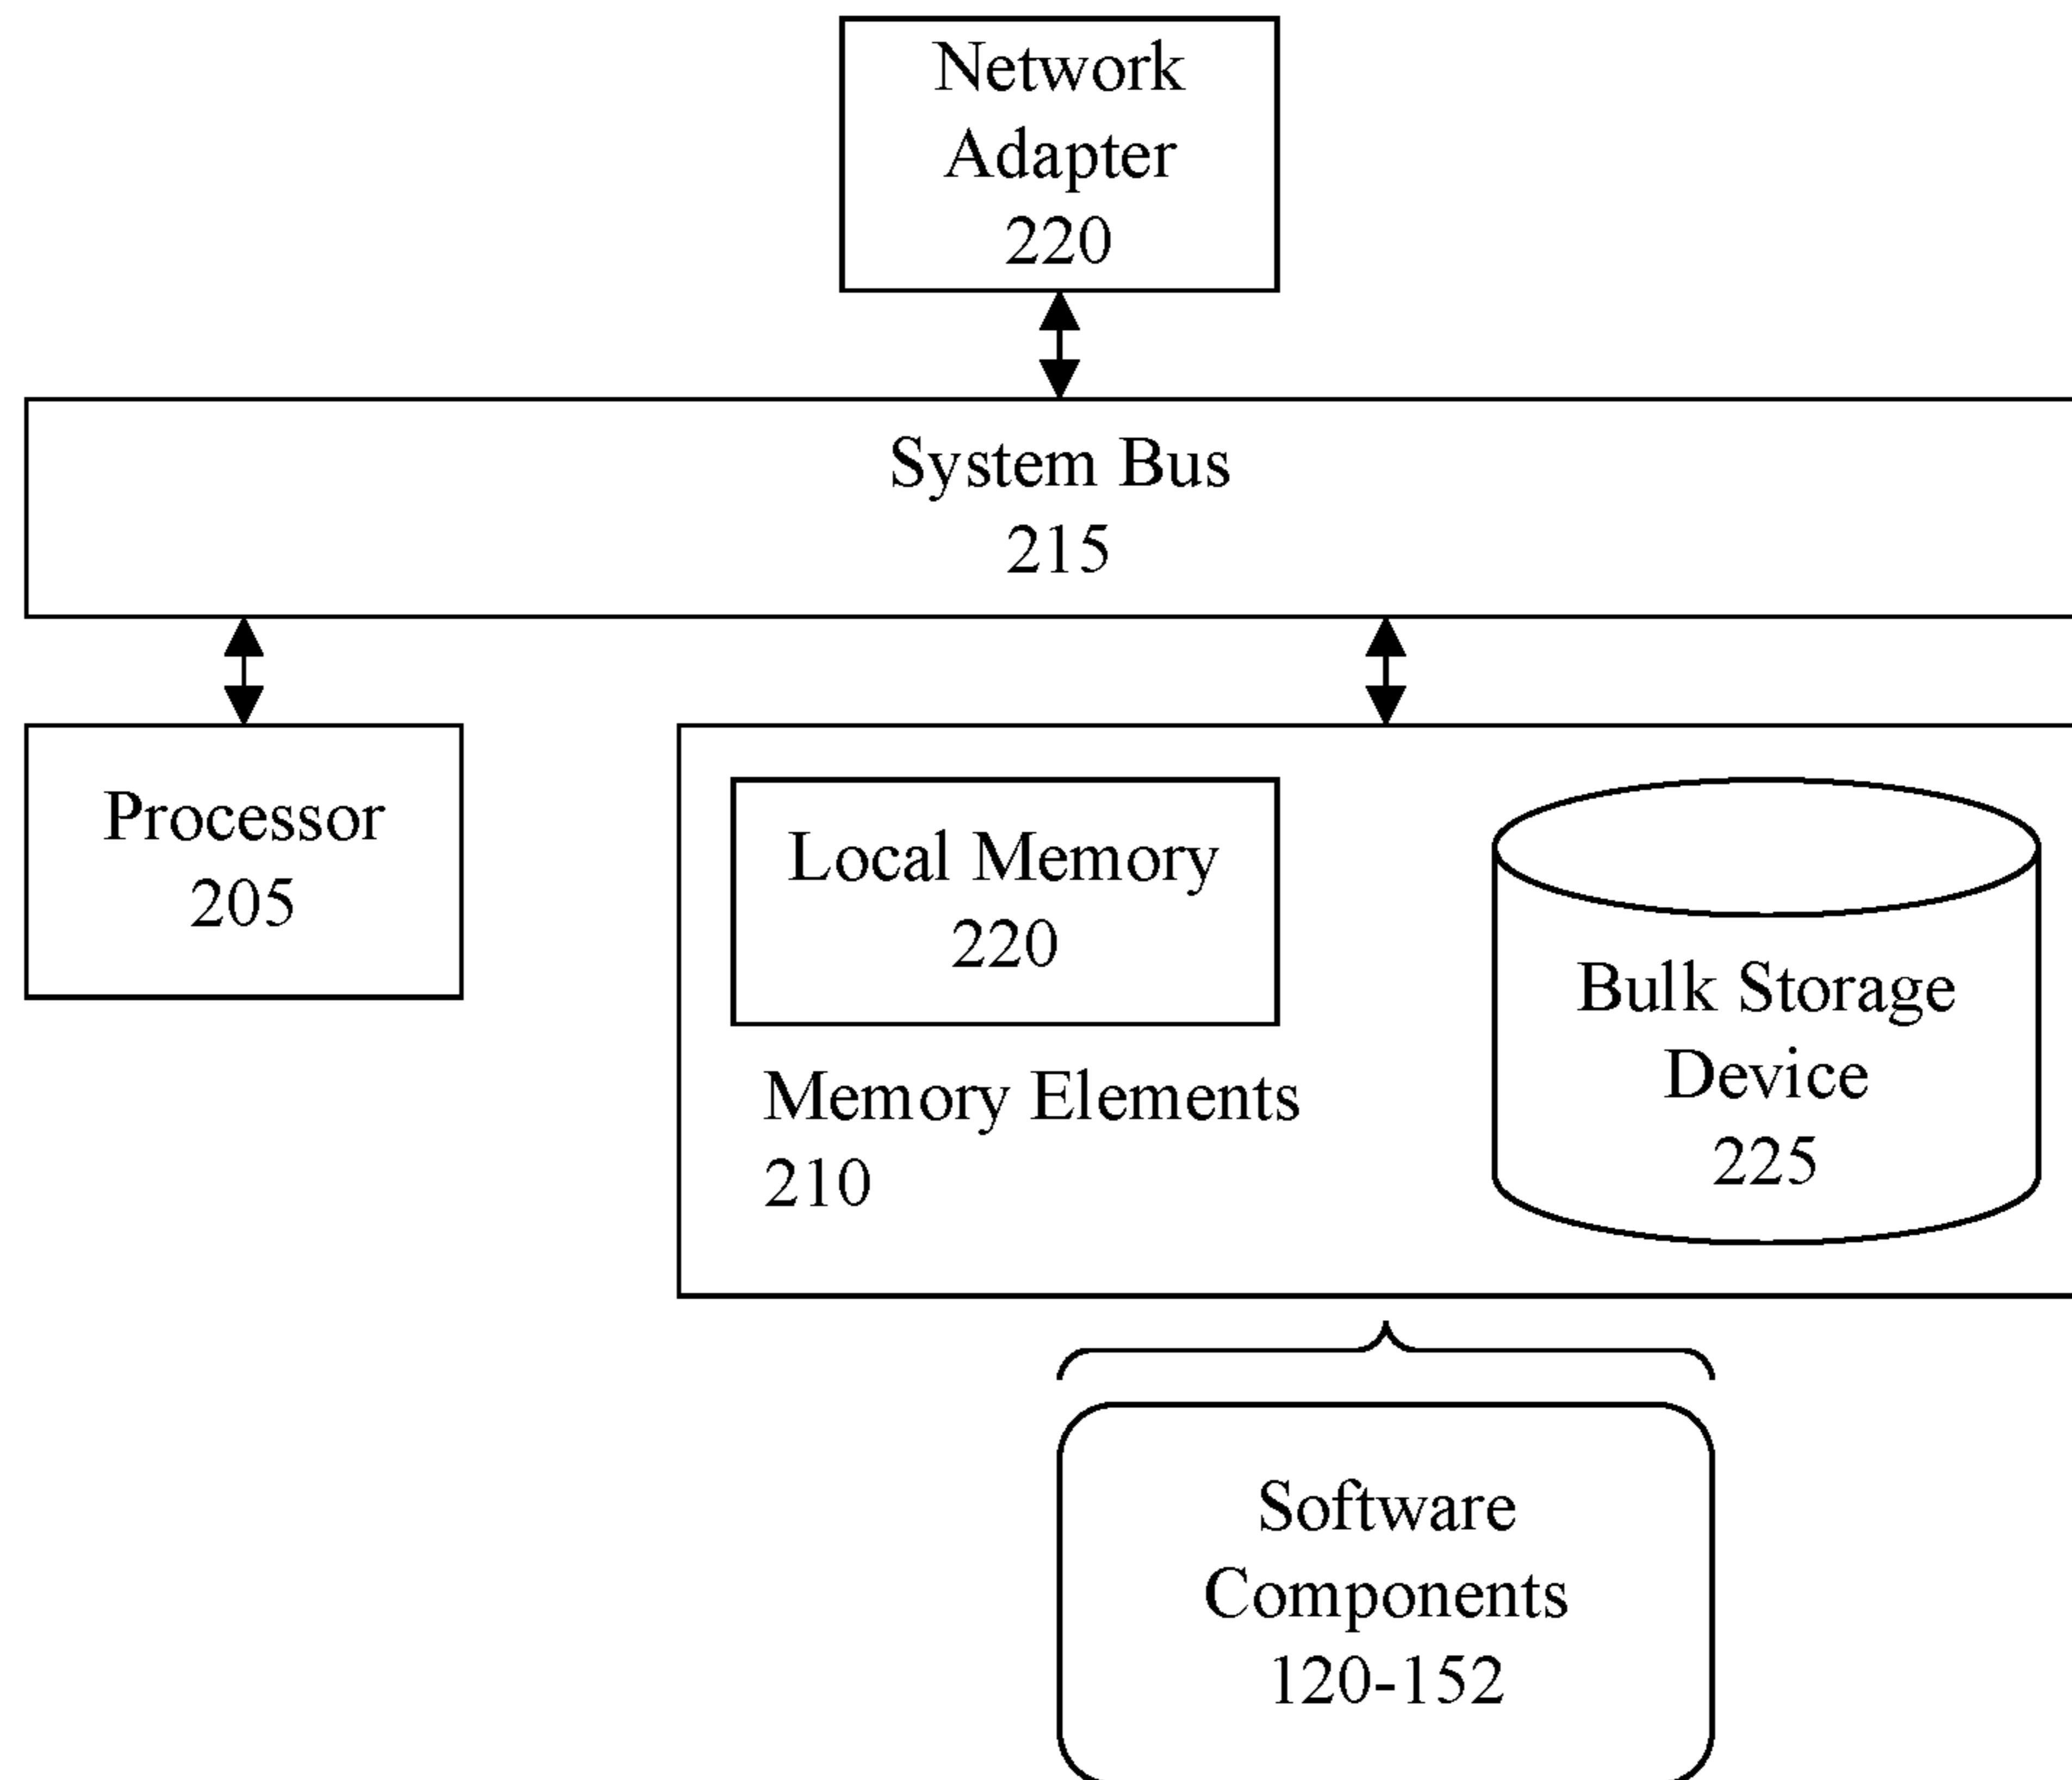 Network
Adapter
220
System Bus
215
Processor
205
Local Memory
220
Memory Elements
210
Bulk Storage
Device
225
Software
Components
120-152